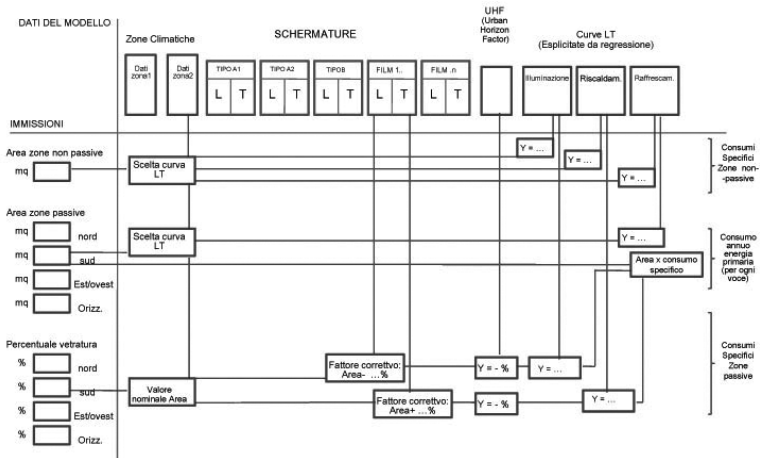 DATI DEL MODELLO
Zone Climatiche
SCHERMATURE
UHF
(Urban
Horizon
Factor)
Curve LT
(Esplicitate da regressione)
Dati
zona1
Dati
zona2
TIPO A1
L T
TIPO A2
L T
TIPOB
L T
FILM 1..
L T
FILM .n
L T
Illuminazione
Riscaldam.
Raffrescam.
IMMISSIONI
Area zone non passive
mq
Scelta curva
LT
Y = ...
Y = ...
Y = ...
Consumi
Specifici
Zone non-
-passive
Area zone passive
mq nord
mq sud
mq Est/ovest
mq Orizz.
Scelta curva
LT
Y = ...
Area x consumo
specifico
Consumo
annuo
energia
primaria
(per ogni
voce)
Percentuale vetratura
% nord
% sud
% Est/ovest
% Orizz.
Valore
nominale Area
Fattore correttvo:
Area- ...%
Y = - %
Y = ...
Fattore correttvo:
Area+ ...%
Y = - %
Y = ...
Consumi
Specifici
Zone
passive